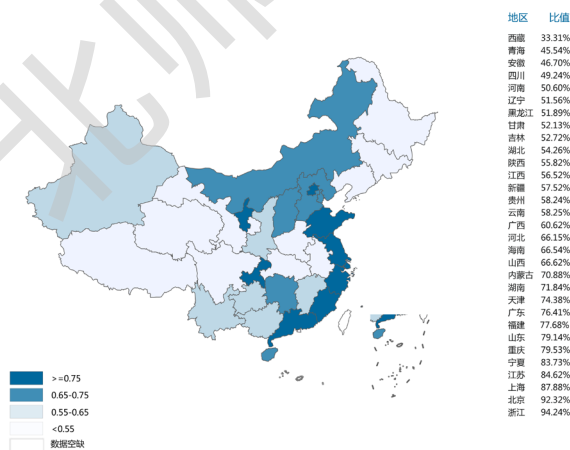 北师
地区 比值
西藏 33.31%
青海 45.54%
安徽 46.70%
四川 49.24%
河南 50.60%
辽宁 51.56%
黑龙江 51.89%
甘肃 52.13%
吉林 52.72%
湖北 54.26%
陕西 55.82%
江西 56.52%
新疆 57.52%
贵州 58.24%
云南 58.25%
广西 60.62%
河北 66.15%
海南 66.54%
山西 66.62%
内蒙古 70.88%
湖南 71.84%
天津 74.38%
广东 76.41%
福建 77.68%
山东 79.14%
重庆 79.53%
宁夏 83.73%
江苏 84.62%
上海 87.88%
北京 92.32%
浙江 94.24%
>=0.75
0.65-0.75
0.55-0.65
<0.55
数据空缺